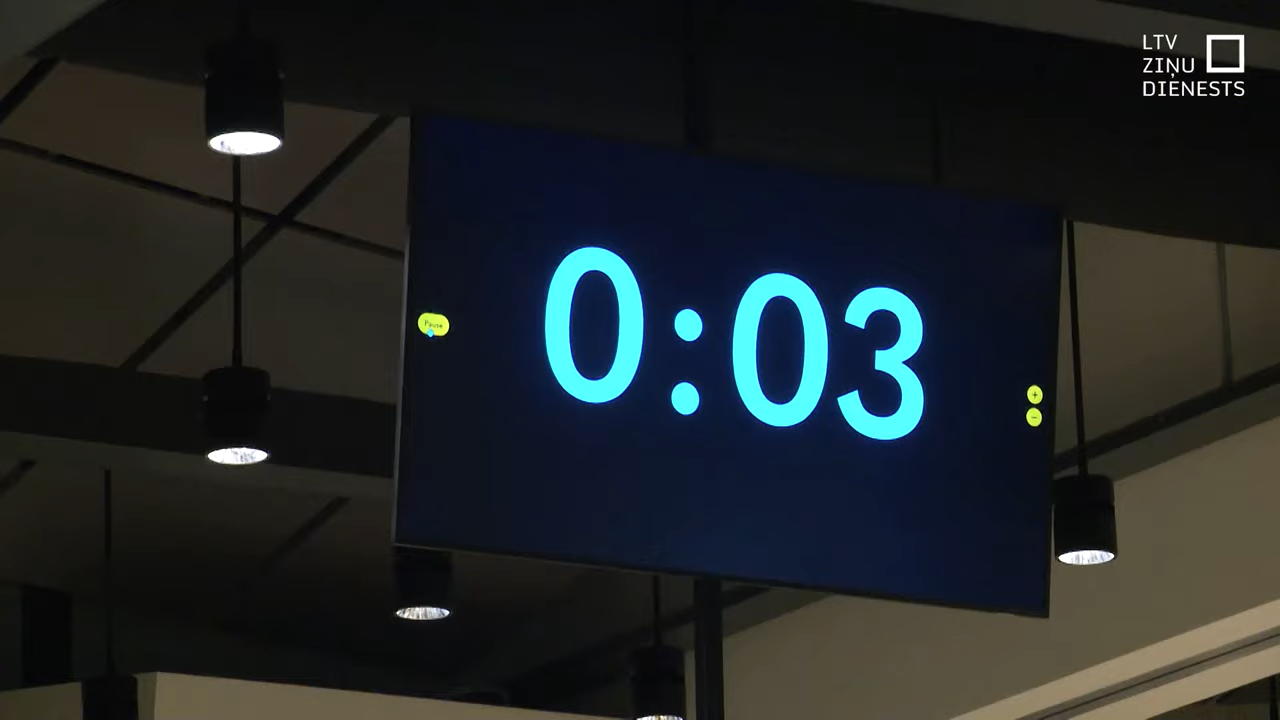 LTV
ZIŅU
DIENESTS
0:03
Pause
+
−